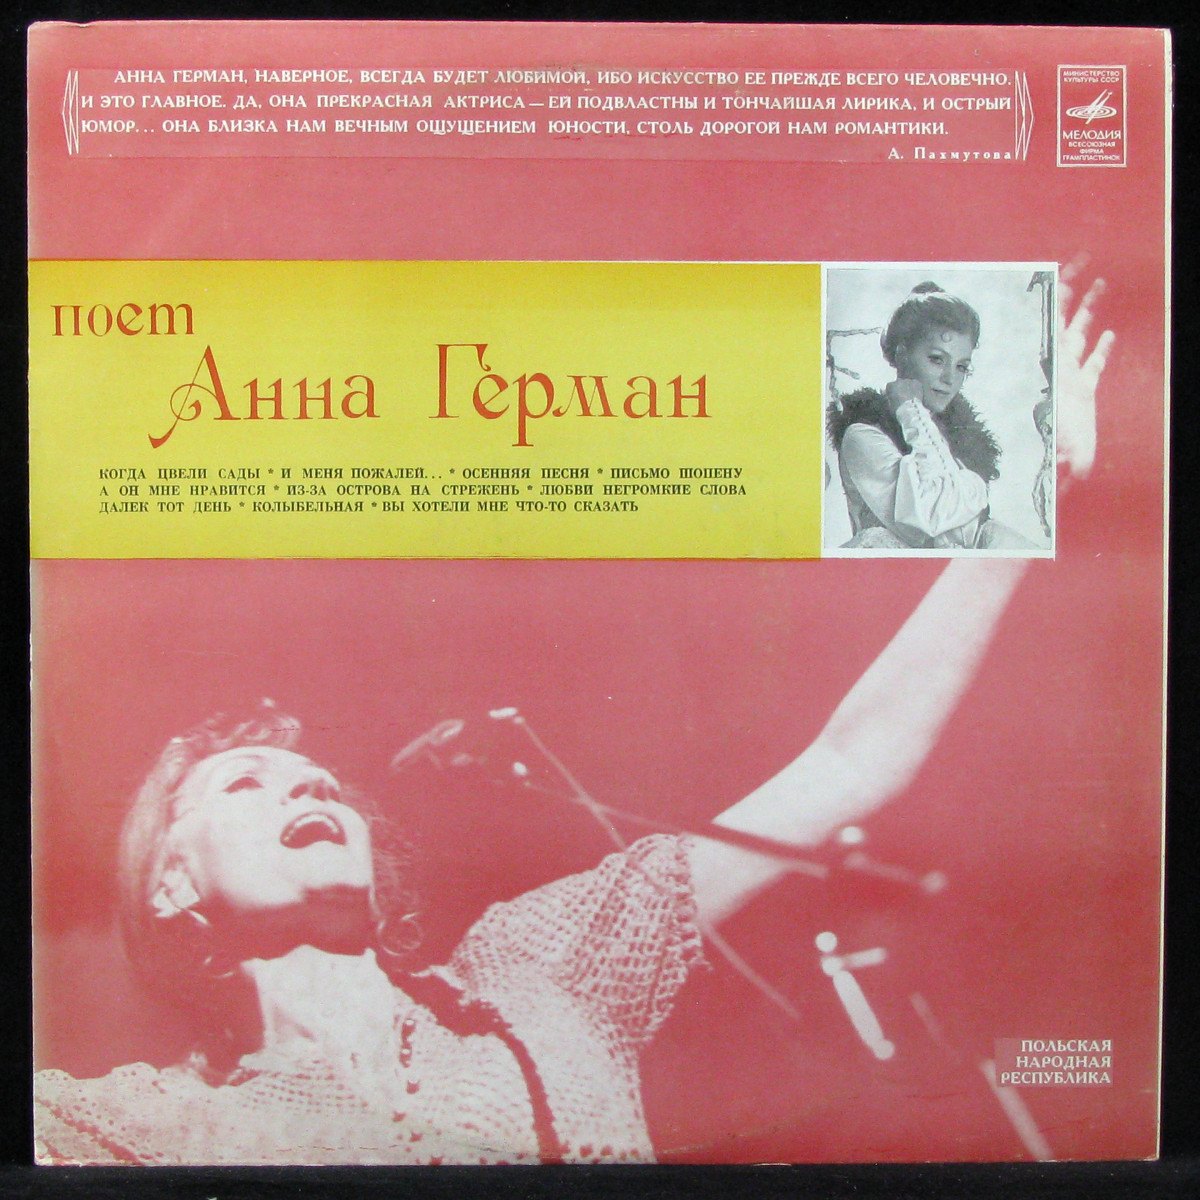 АННА ГЕРМАН, НАВЕРНОЕ, ВСЕГДА БУДЕТ ЛЮБИМОЙ, ИБО ИСКУССТВО ЕЕ ПРЕЖДЕ ВСЕГО ЧЕЛОВЕЧНО.
И ЭТО ГЛАВНОЕ. ДА, ОНА ПРЕКРАСНАЯ АКТРИСА — ЕЙ ПОДВЛАСТНЫ И ТОНЧАЙШАЯ ЛИРИКА, И ОСТРЫЙ
ЮМОР... ОНА БЛИЗКА НАМ ВЕЧНЫМ ОЩУЩЕНИЕМ ЮНОСТИ, СТОЛЬ ДОРОГОЙ НАМ РОМАНТИКИ.
А. Пахмутова
МИНИСТЕРСТВО
КУЛЬТУРЫ СССР
МЕЛОДИЯ
ВСЕСОЮЗНАЯ
ФИРМА
ГРАМПЛАСТИНОК
поет
Анна Герман
КОГДА ЦВЕЛИ САДЫ * И МЕНЯ ПОЖАЛЕЙ... * ОСЕННЯЯ ПЕСНЯ * ПИСЬМО ШОПЕНУ
А ОН МНЕ НРАВИТСЯ * ИЗ-ЗА ОСТРОВА НА СТРЕЖЕНЬ * ЛЮБВИ НЕГРОМКИЕ СЛОВА
ДАЛЕК ТОТ ДЕНЬ * КОЛЫБЕЛЬНАЯ * ВЫ ХОТЕЛИ МНЕ ЧТО-ТО СКАЗАТЬ
ПОЛЬСКАЯ
НАРОДНАЯ
РЕСПУБЛИКА